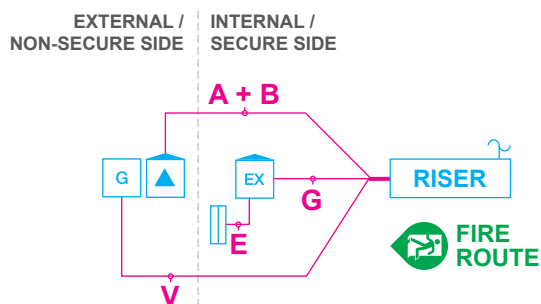 EXTERNAL /
NON-SECURE SIDE
INTERNAL /
SECURE SIDE
A + B
G
EX
G
RISER
E
FIRE
ROUTE
V